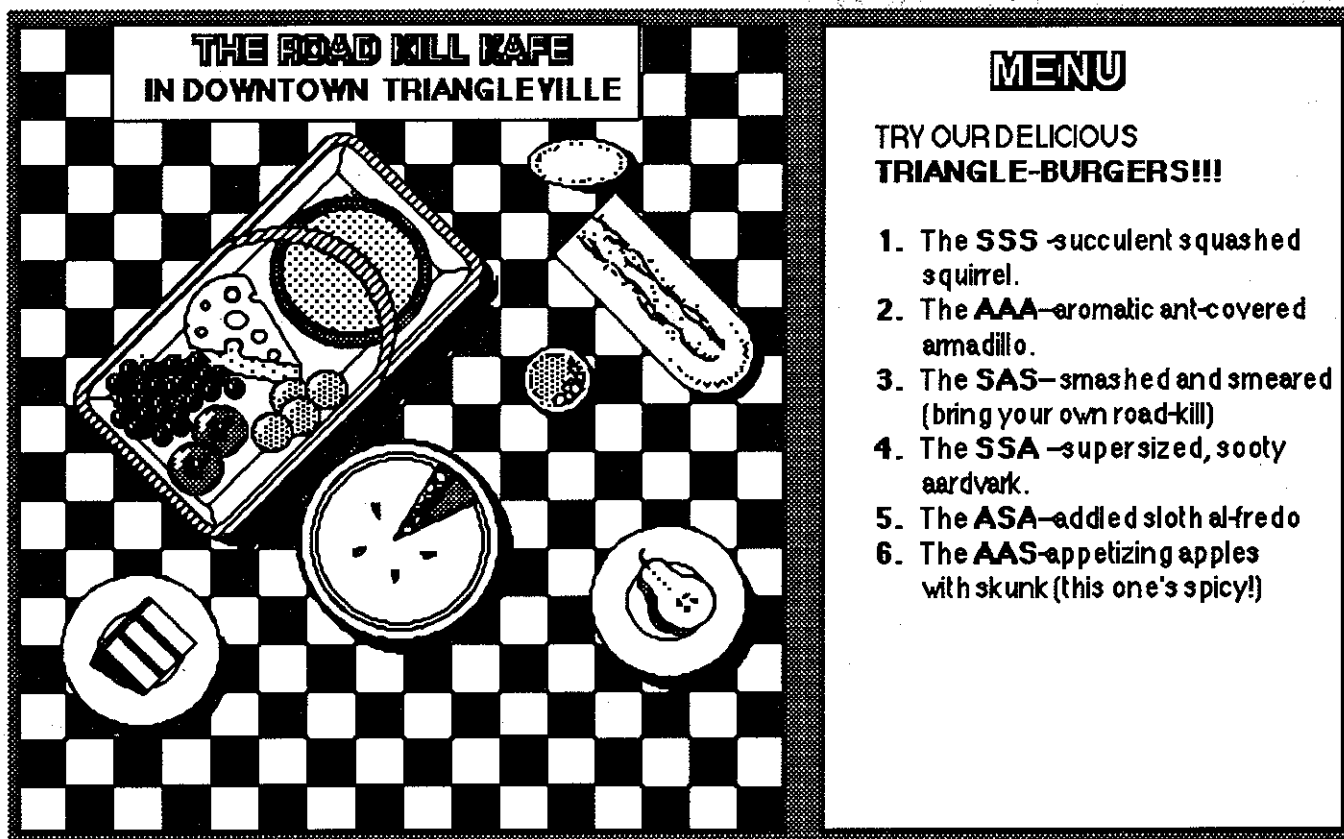 THE ROAD KILL KAFE
IN DOWNTOWN TRIANGLEVILLE
MENU
TRY OUR DELICIOUS
TRIANGLE-BURGERS!!!
1. The SSS -succulent squashed
squirrel.
2. The AAA-aromatic ant-covered
armadillo.
3. The SAS- smashed and smeared
(bring your own road-kill)
4. The SSA -supersized, sooty
aardvark.
5. The ASA-addled sloth al-fredo
6. The AAS-appetizing apples
with skunk (this one's spicy!)